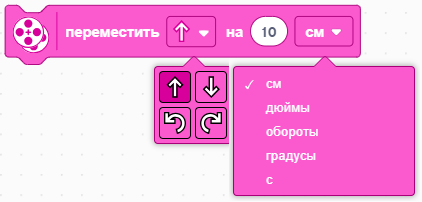 переместить на 10 см
см
дюймы
обороты
градусы
с